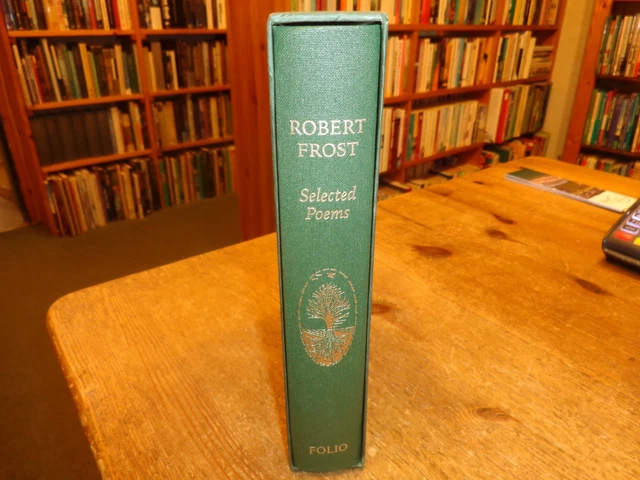 ROBERT
FROST
Selected
Poems
FOLIO